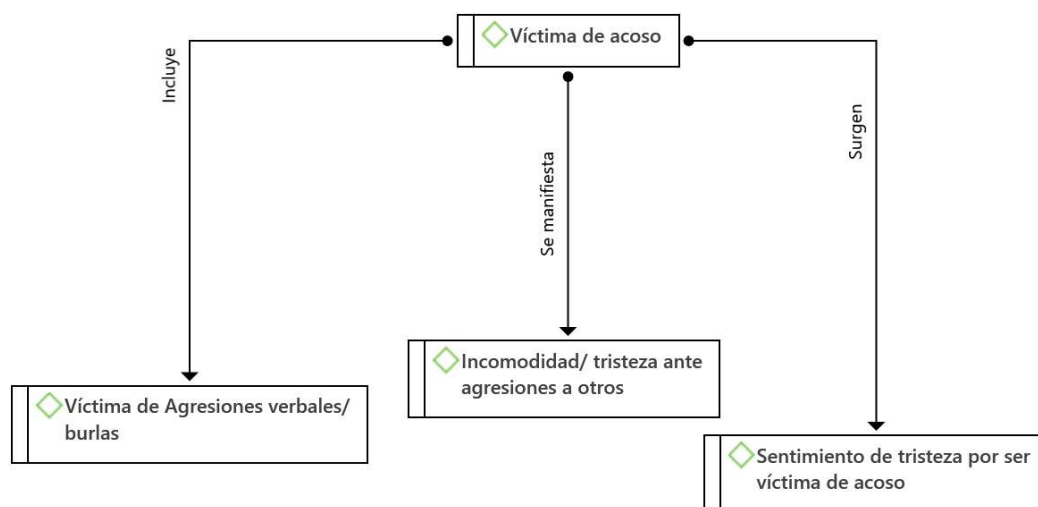 Víctima de acoso
Incluye
Se manifiesta
Surgen
Incomodidad/ tristeza ante
agresiones a otros
Víctima de Agresiones verbales/
burlas
Sentimiento de tristeza por ser
víctima de acoso